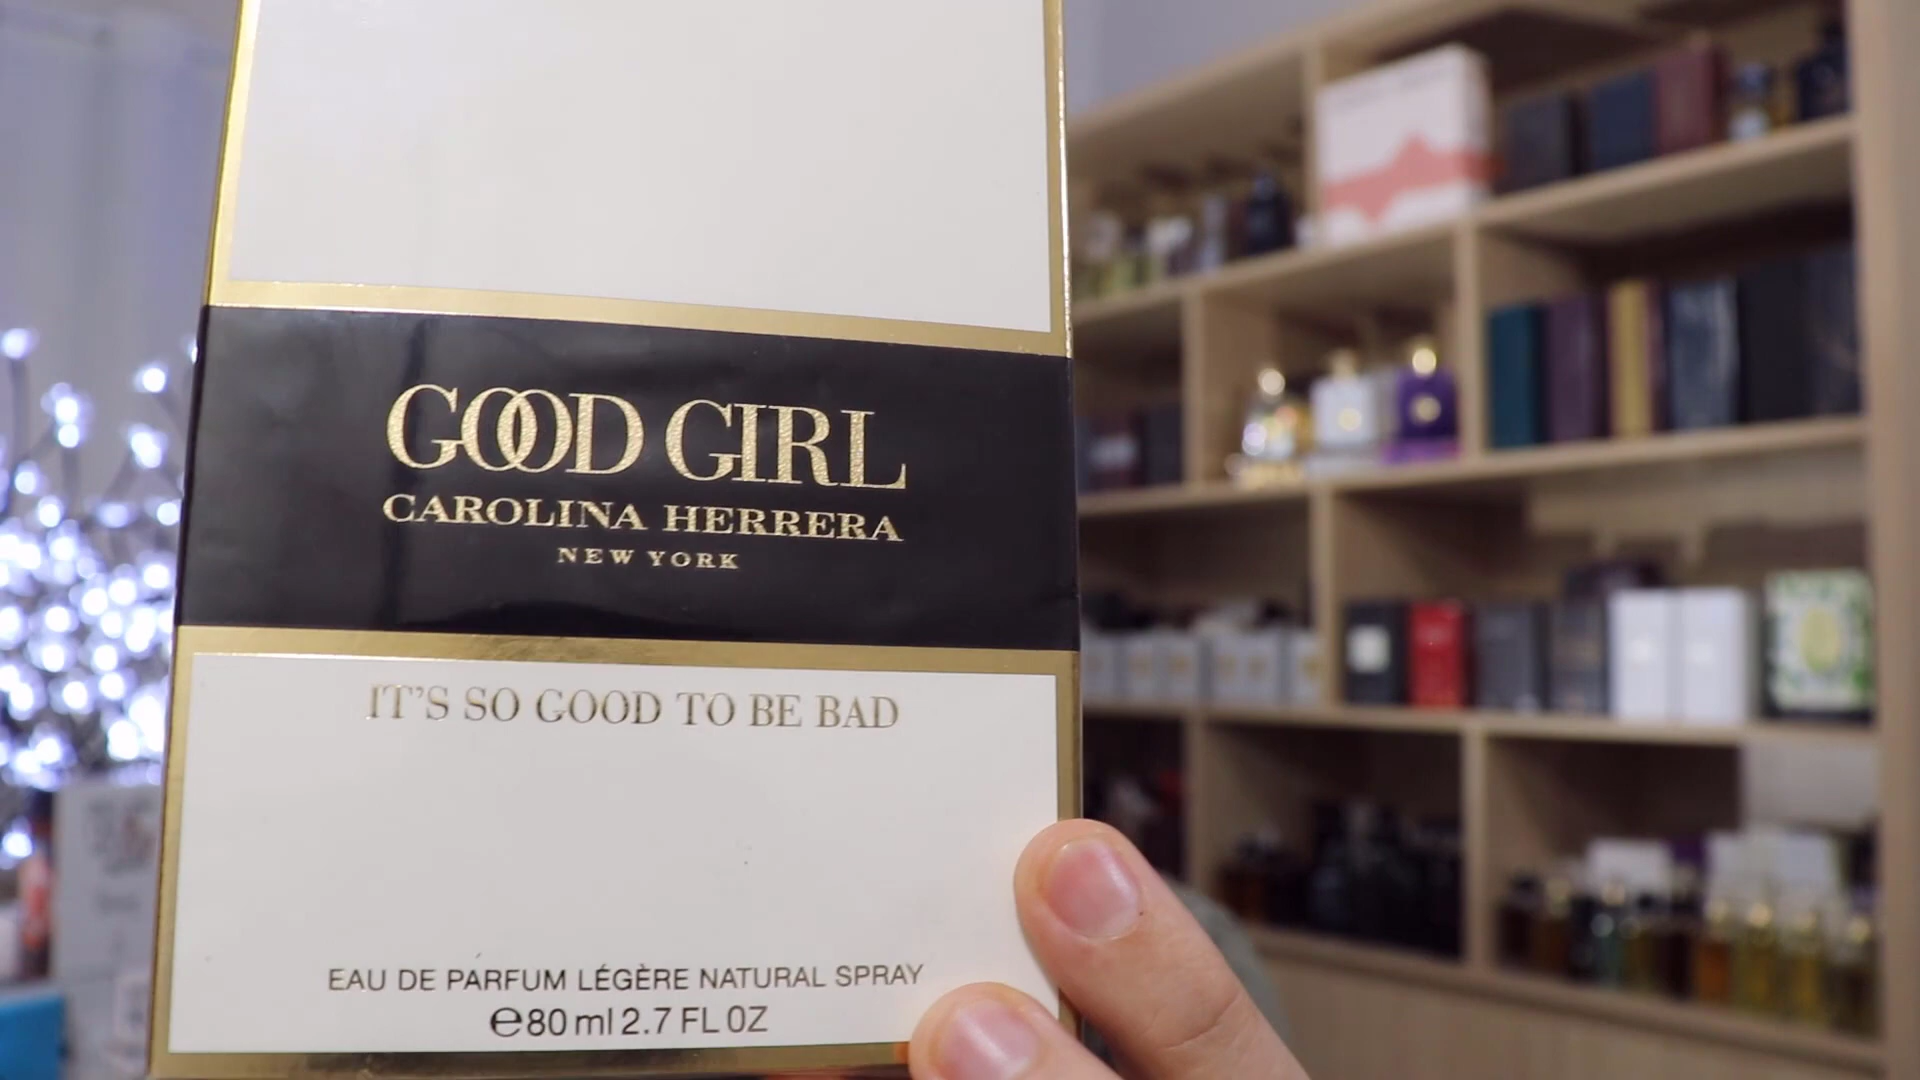 GOOD GIRL
CAROLINA HERRERA
NEW YORK
IT'S SO GOOD TO BE BAD
EAU DE PARFUM LÉGÈRE NATURAL SPRAY
℮80 ml 2.7 FL OZ